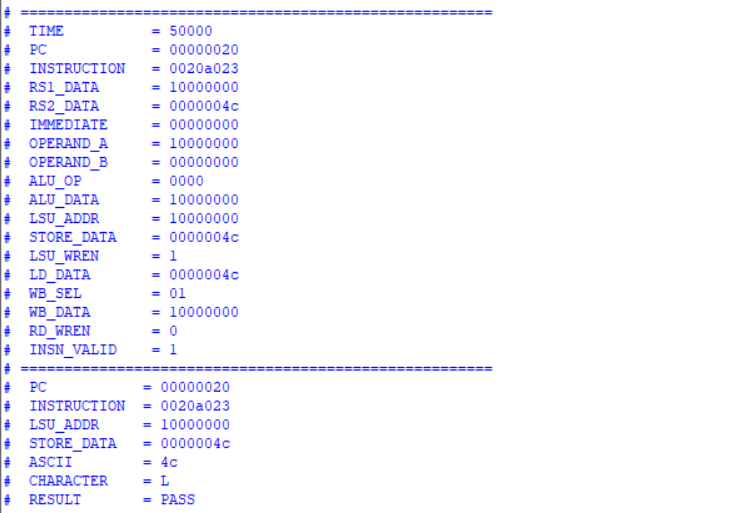 # ======================================================
# TIME = 50000
# PC = 00000020
# INSTRUCTION = 0020a023
# RS1_DATA = 10000000
# RS2_DATA = 0000004c
# IMMEDIATE = 00000000
# OPERAND_A = 10000000
# OPERAND_B = 00000000
# ALU_OP = 0000
# ALU_DATA = 10000000
# LSU_ADDR = 10000000
# STORE_DATA = 0000004c
# LSU_WREN = 1
# LD_DATA = 0000004c
# WB_SEL = 01
# WB_DATA = 10000000
# RD_WREN = 0
# INSN_VALID = 1
# ======================================================
# PC = 00000020
# INSTRUCTION = 0020a023
# LSU_ADDR = 10000000
# STORE_DATA = 0000004c
# ASCII = 4c
# CHARACTER = L
# RESULT = PASS